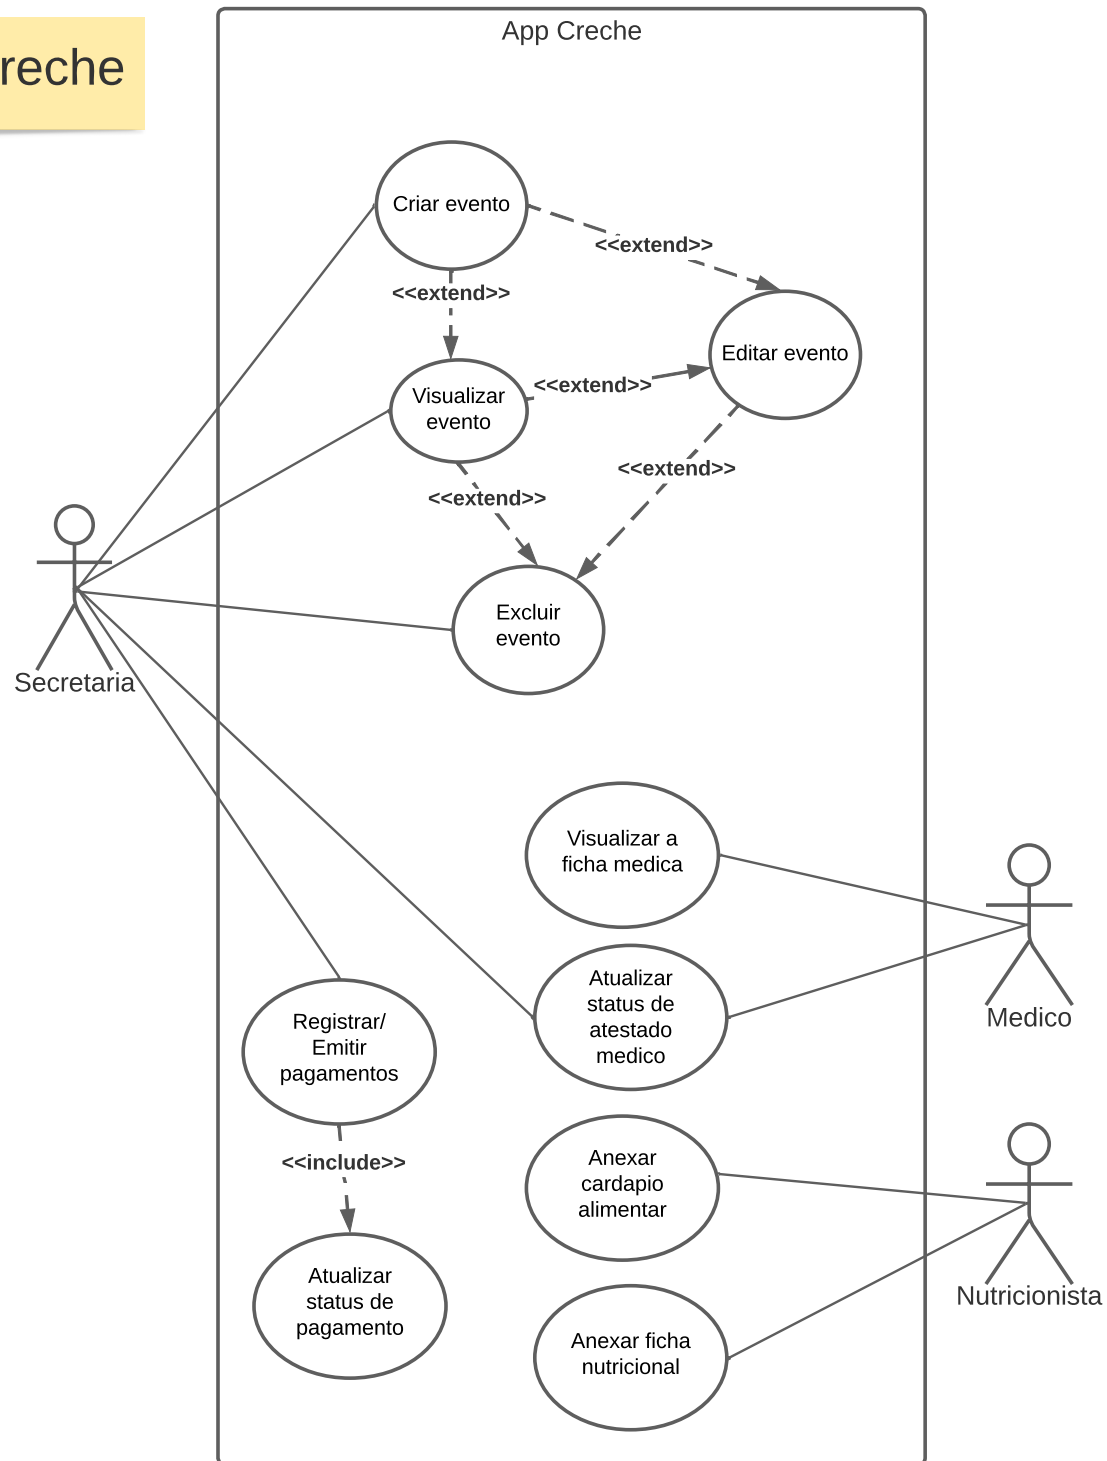 App Creche
reche
Criar evento
<<extend>>
<<extend>>
Editar evento
Visualizar
evento
<<extend>>
<<extend>>
<<extend>>
Excluir
evento
Secretaria
Visualizar a
ficha medica
Atualizar
status de
atestado
medico
Medico
Registrar/
Emitir
pagamentos
<<include>>
Anexar
cardapio
alimentar
Atualizar
status de
pagamento
Nutricionista
Anexar ficha
nutricional